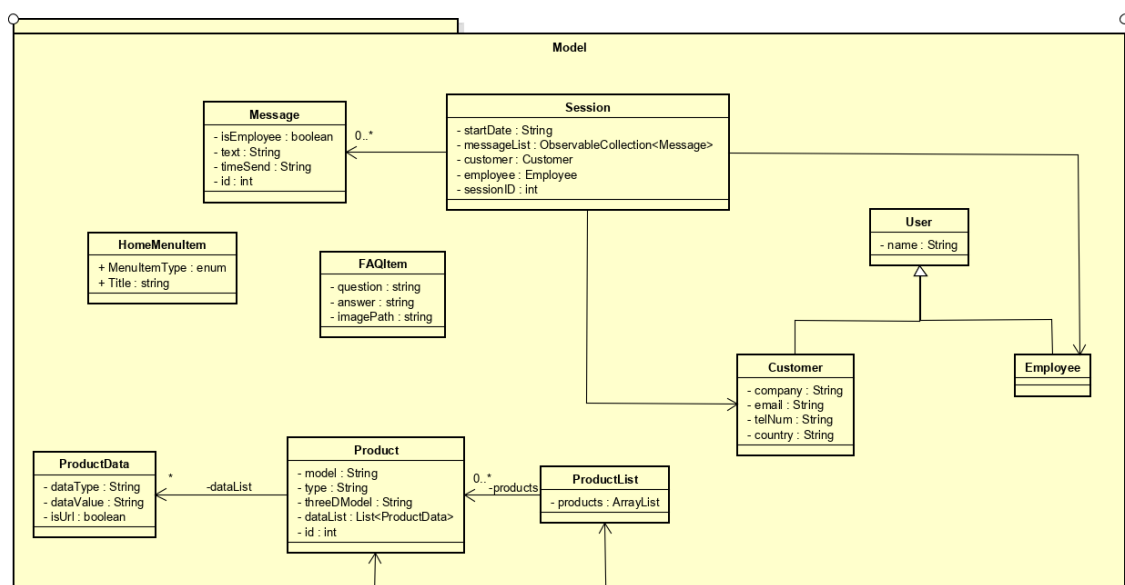 Model
Message
- isEmployee : boolean
- text : String
- timeSend : String
- id : int
0..*
Session
- startDate : String
- messageList : ObservableCollection<Message>
- customer : Customer
- employee : Employee
- sessionID : int
User
- name : String
HomeMenuItem
+ MenuItemType : enum
+ Title : string
FAQItem
- question : string
- answer : string
- imagePath : string
Customer
- company : String
- email : String
- telNum : String
- country : String
Employee
ProductData
- dataType : String
- dataValue : String
- isUrl : boolean
*
-dataList
Product
- model : String
- type : String
- threeDModel : String
- dataList : List<ProductData>
- id : int
0..*
-products
ProductList
- products : ArrayList